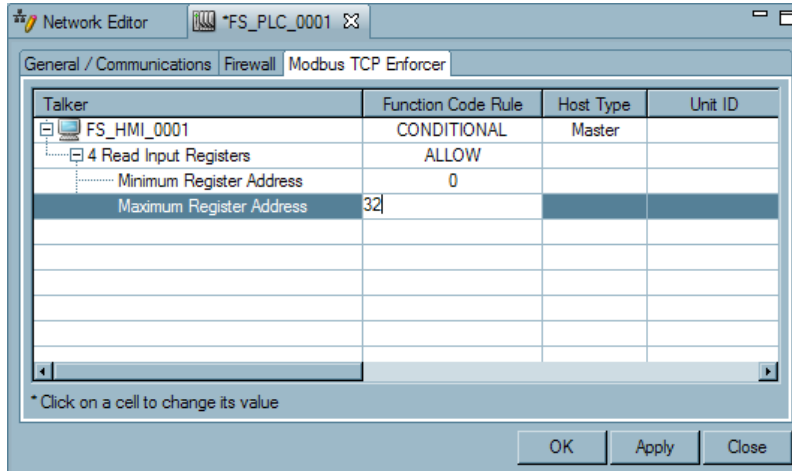 Network Editor *FS_PLC_0001
General / Communications Firewall Modbus TCP Enforcer
Talker Function Code Rule Host Type Unit ID
FS_HMI_0001 CONDITIONAL Master
4 Read Input Registers ALLOW
Minimum Register Address 0
Maximum Register Address 32
* Click on a cell to change its value
OK Apply Close